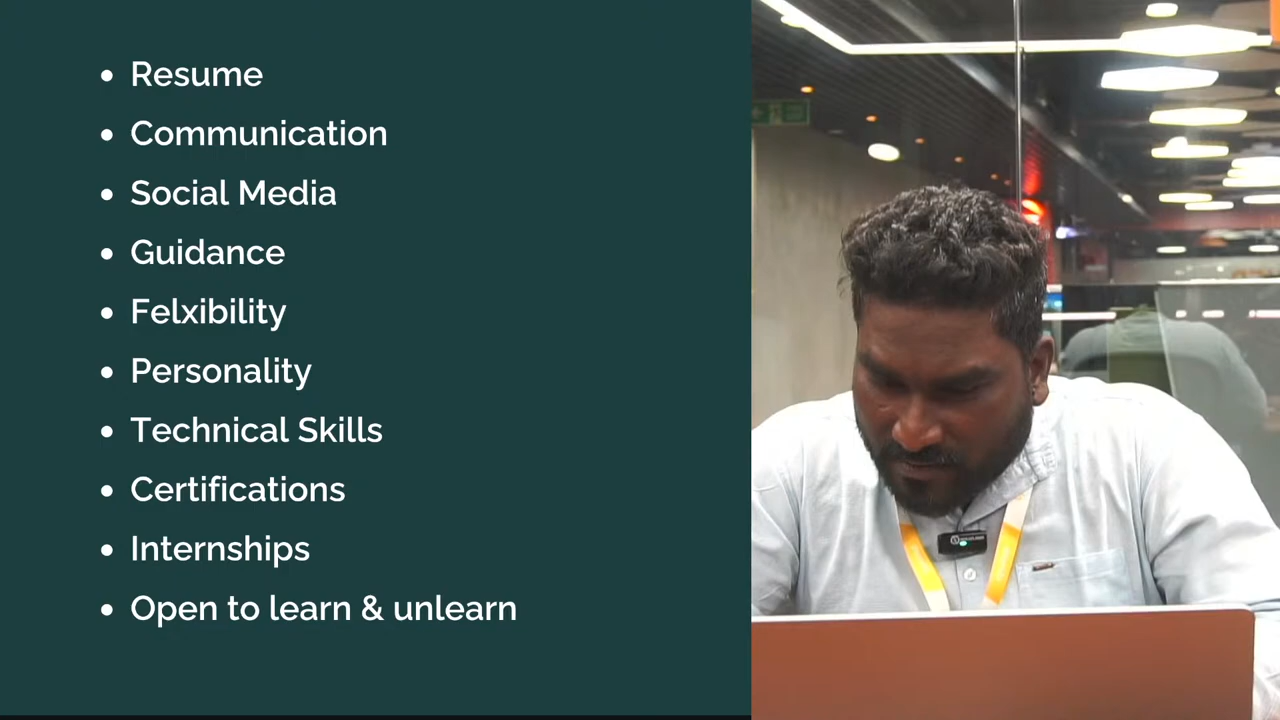 Resume
Communication
Social Media
Guidance
Felxibility
Personality
Technical Skills
Certifications
Internships
Open to learn & unlearn